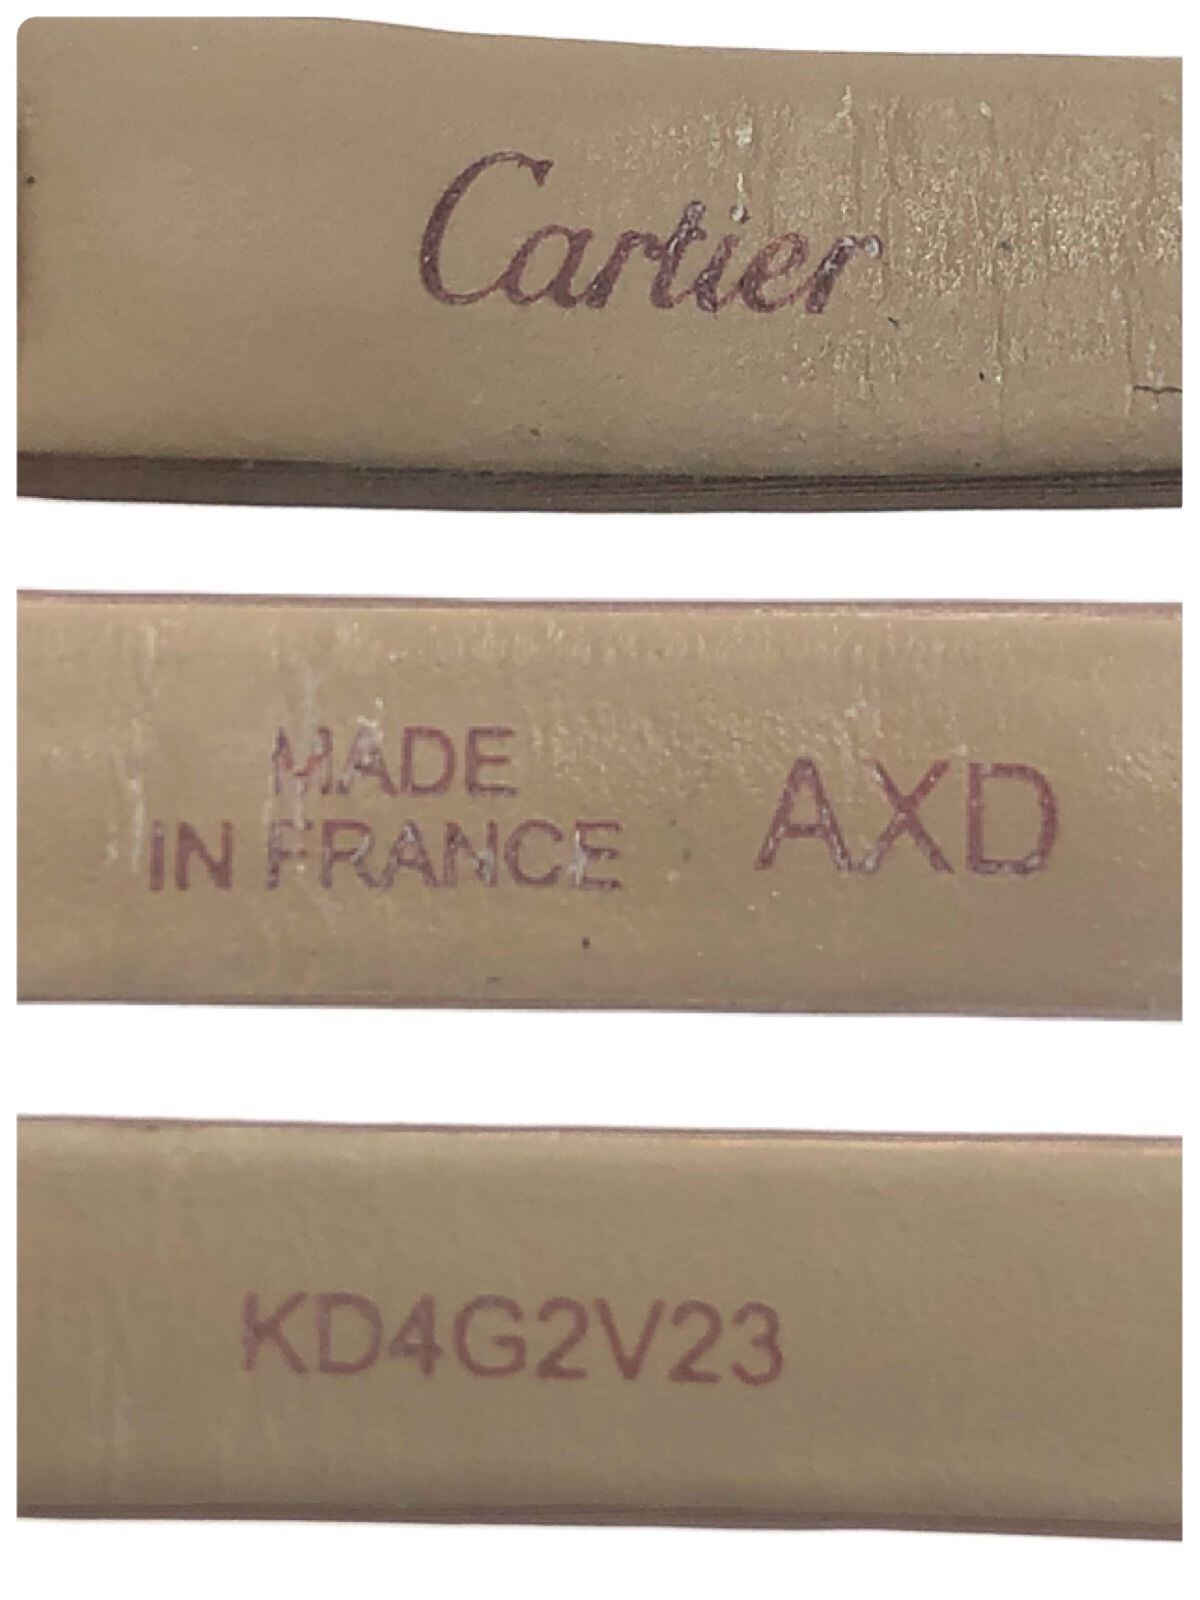 Cartier
MADE
IN FRANCE
AXD
KD4G2V23